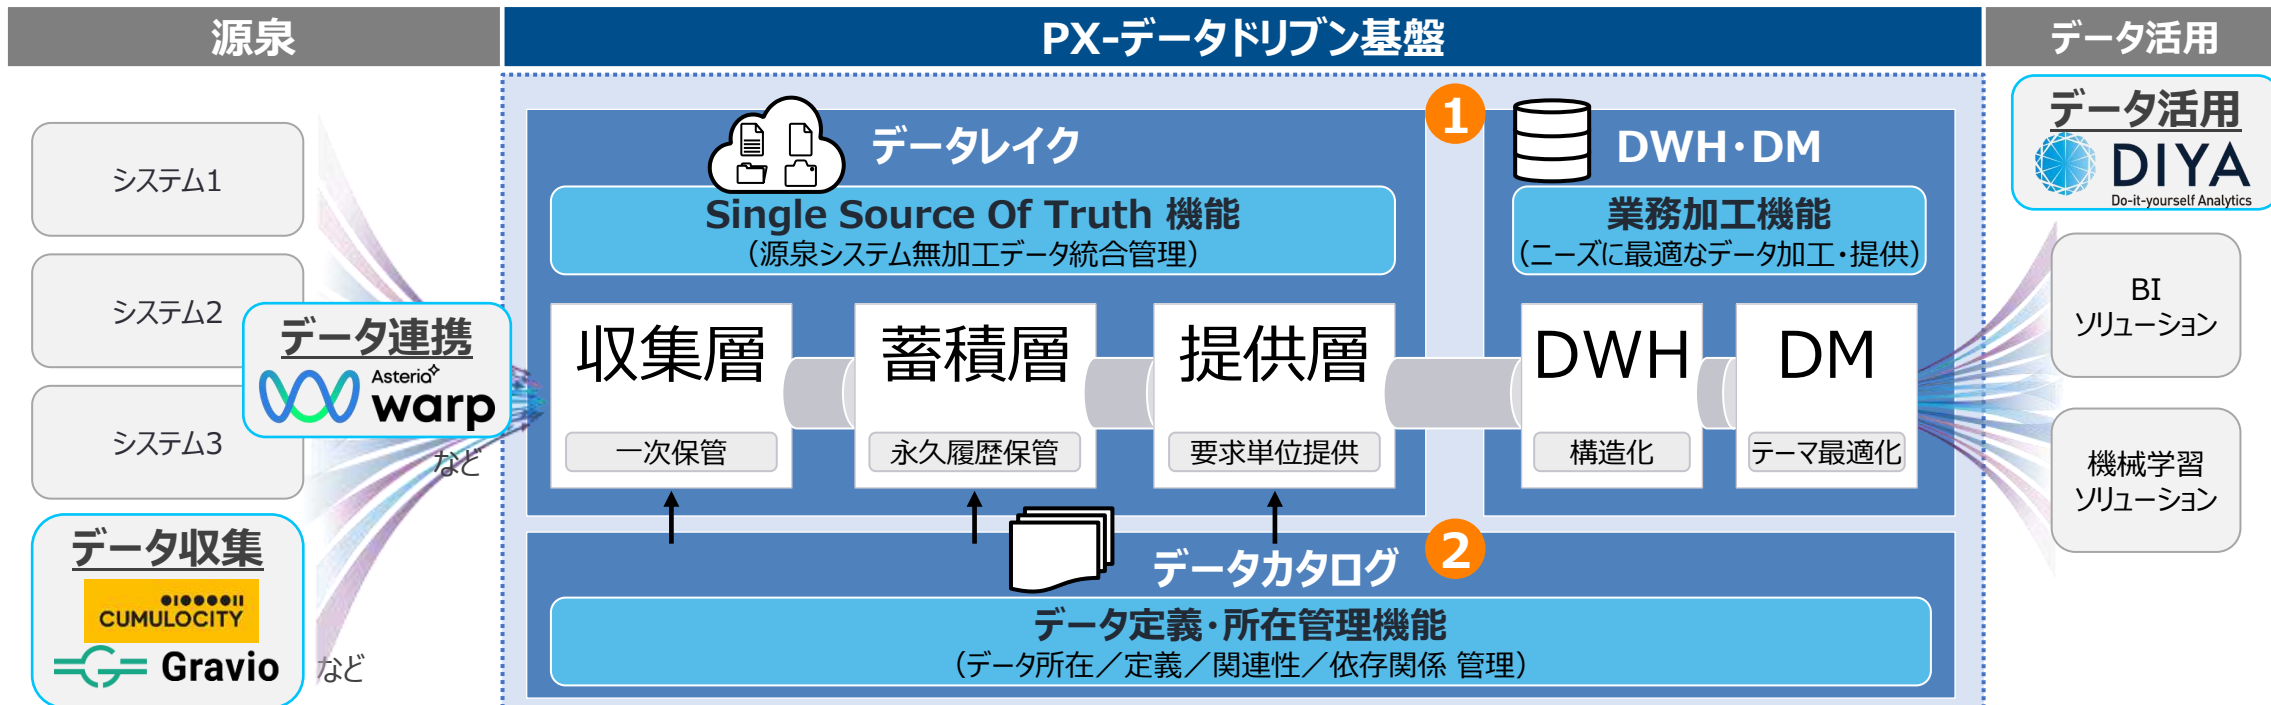 源泉
PX-データドリブン基盤
データ活用
システム1
システム2
システム3
データ連携
Asteria
warp
など
データ収集
CUMULOCITY
Gravio
など
データレイク
Single Source Of Truth 機能
（源泉システム無加工データ統合管理）
収集層
一次保管
蓄積層
永久履歴保管
提供層
要求単位提供
1
DWH・DM
業務加工機能
（ニーズに最適なデータ加工・提供）
DWH
構造化
DM
テーマ最適化
2
データカタログ
データ定義・所在管理機能
（データ所在／定義／関連性／依存関係 管理）
データ活用
DIYA
Do-it-yourself Analytics
BI
ソリューション
機械学習
ソリューション